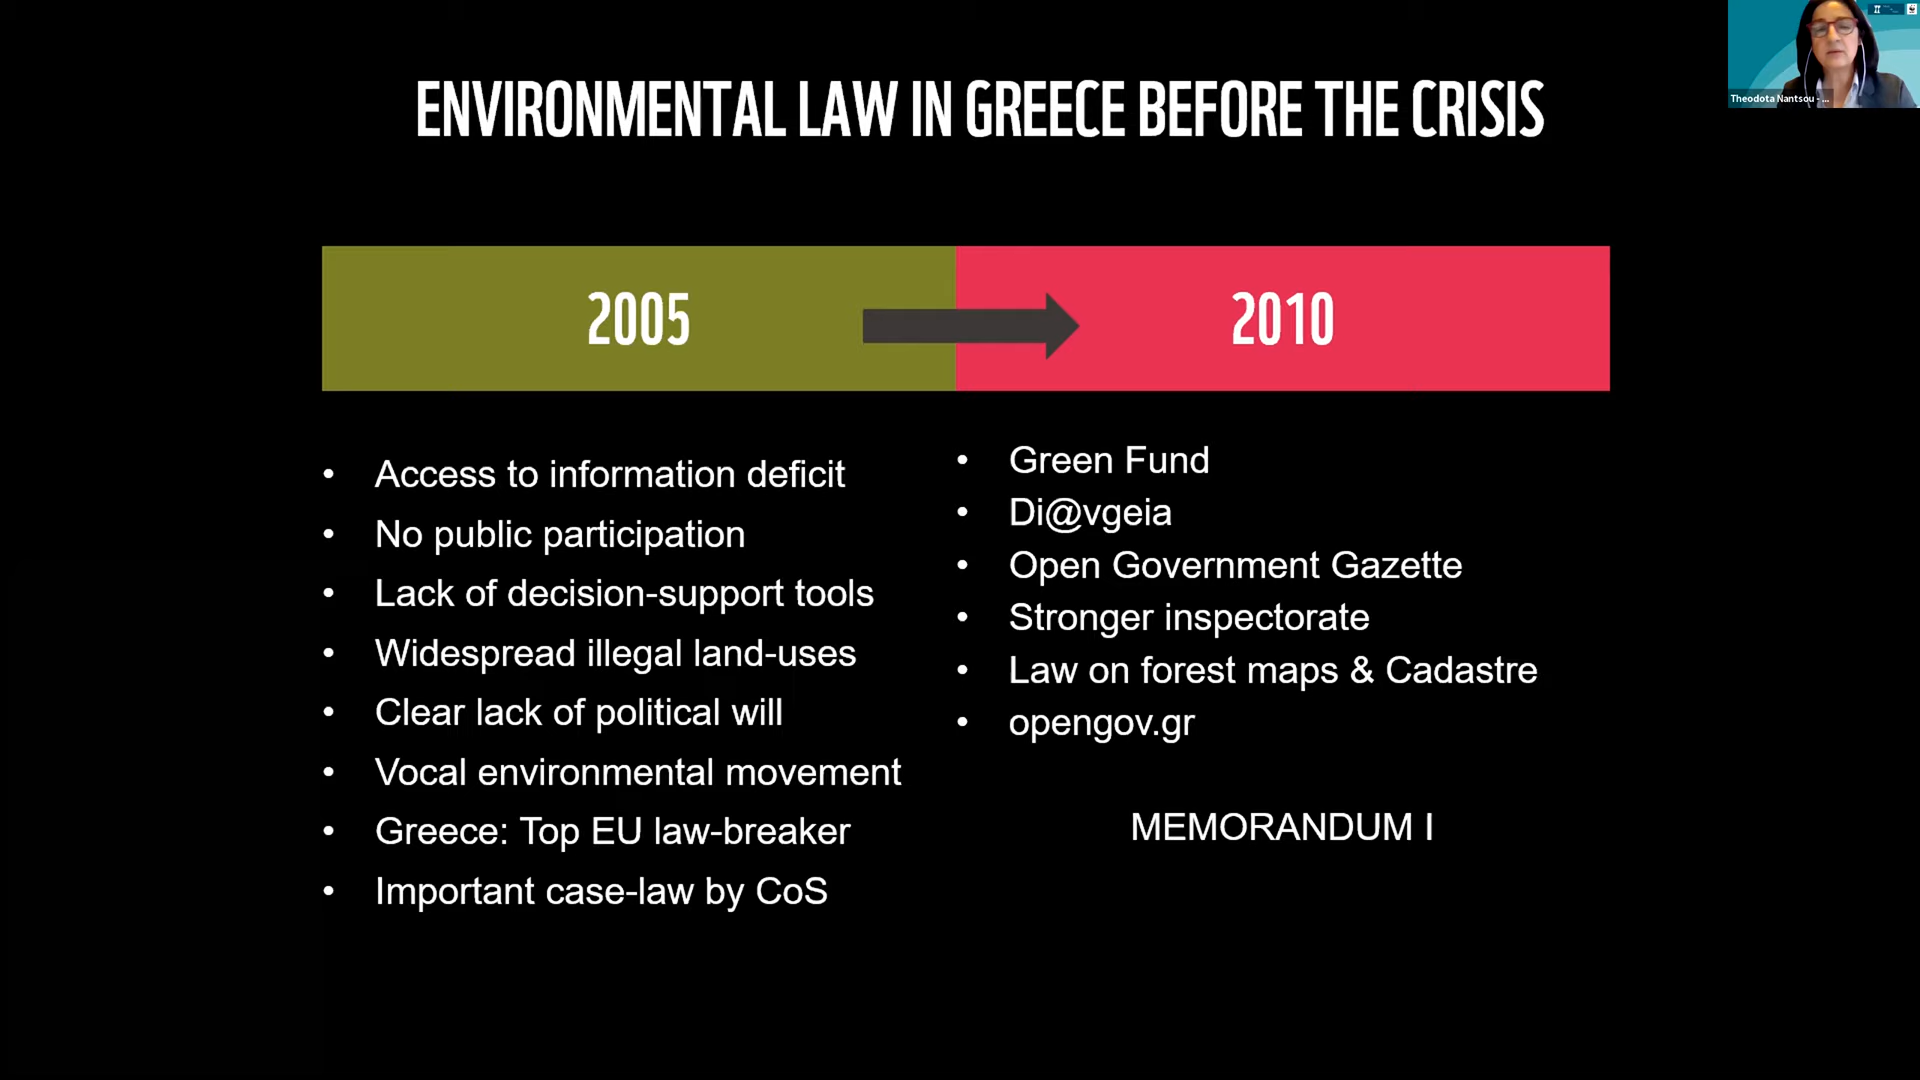 ENVIRONMENTAL LAW IN GREECE BEFORE THE CRISIS
Theodota Nantsou - ...
2005
2010
• Access to information deficit
• No public participation
• Lack of decision-support tools
• Widespread illegal land-uses
• Clear lack of political will
• Vocal environmental movement
• Greece: Top EU law-breaker
• Important case-law by CoS
• Green Fund
• Di@vgeia
• Open Government Gazette
• Stronger inspectorate
• Law on forest maps & Cadastre
• opengov.gr
MEMORANDUM I